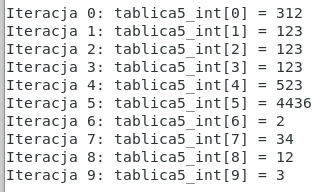 Iteracja 0: tablica5_int[0] = 312
Iteracja 1: tablica5_int[1] = 123
Iteracja 2: tablica5_int[2] = 123
Iteracja 3: tablica5_int[3] = 123
Iteracja 4: tablica5_int[4] = 523
Iteracja 5: tablica5_int[5] = 4436
Iteracja 6: tablica5_int[6] = 2
Iteracja 7: tablica5_int[7] = 34
Iteracja 8: tablica5_int[8] = 12
Iteracja 9: tablica5_int[9] = 3